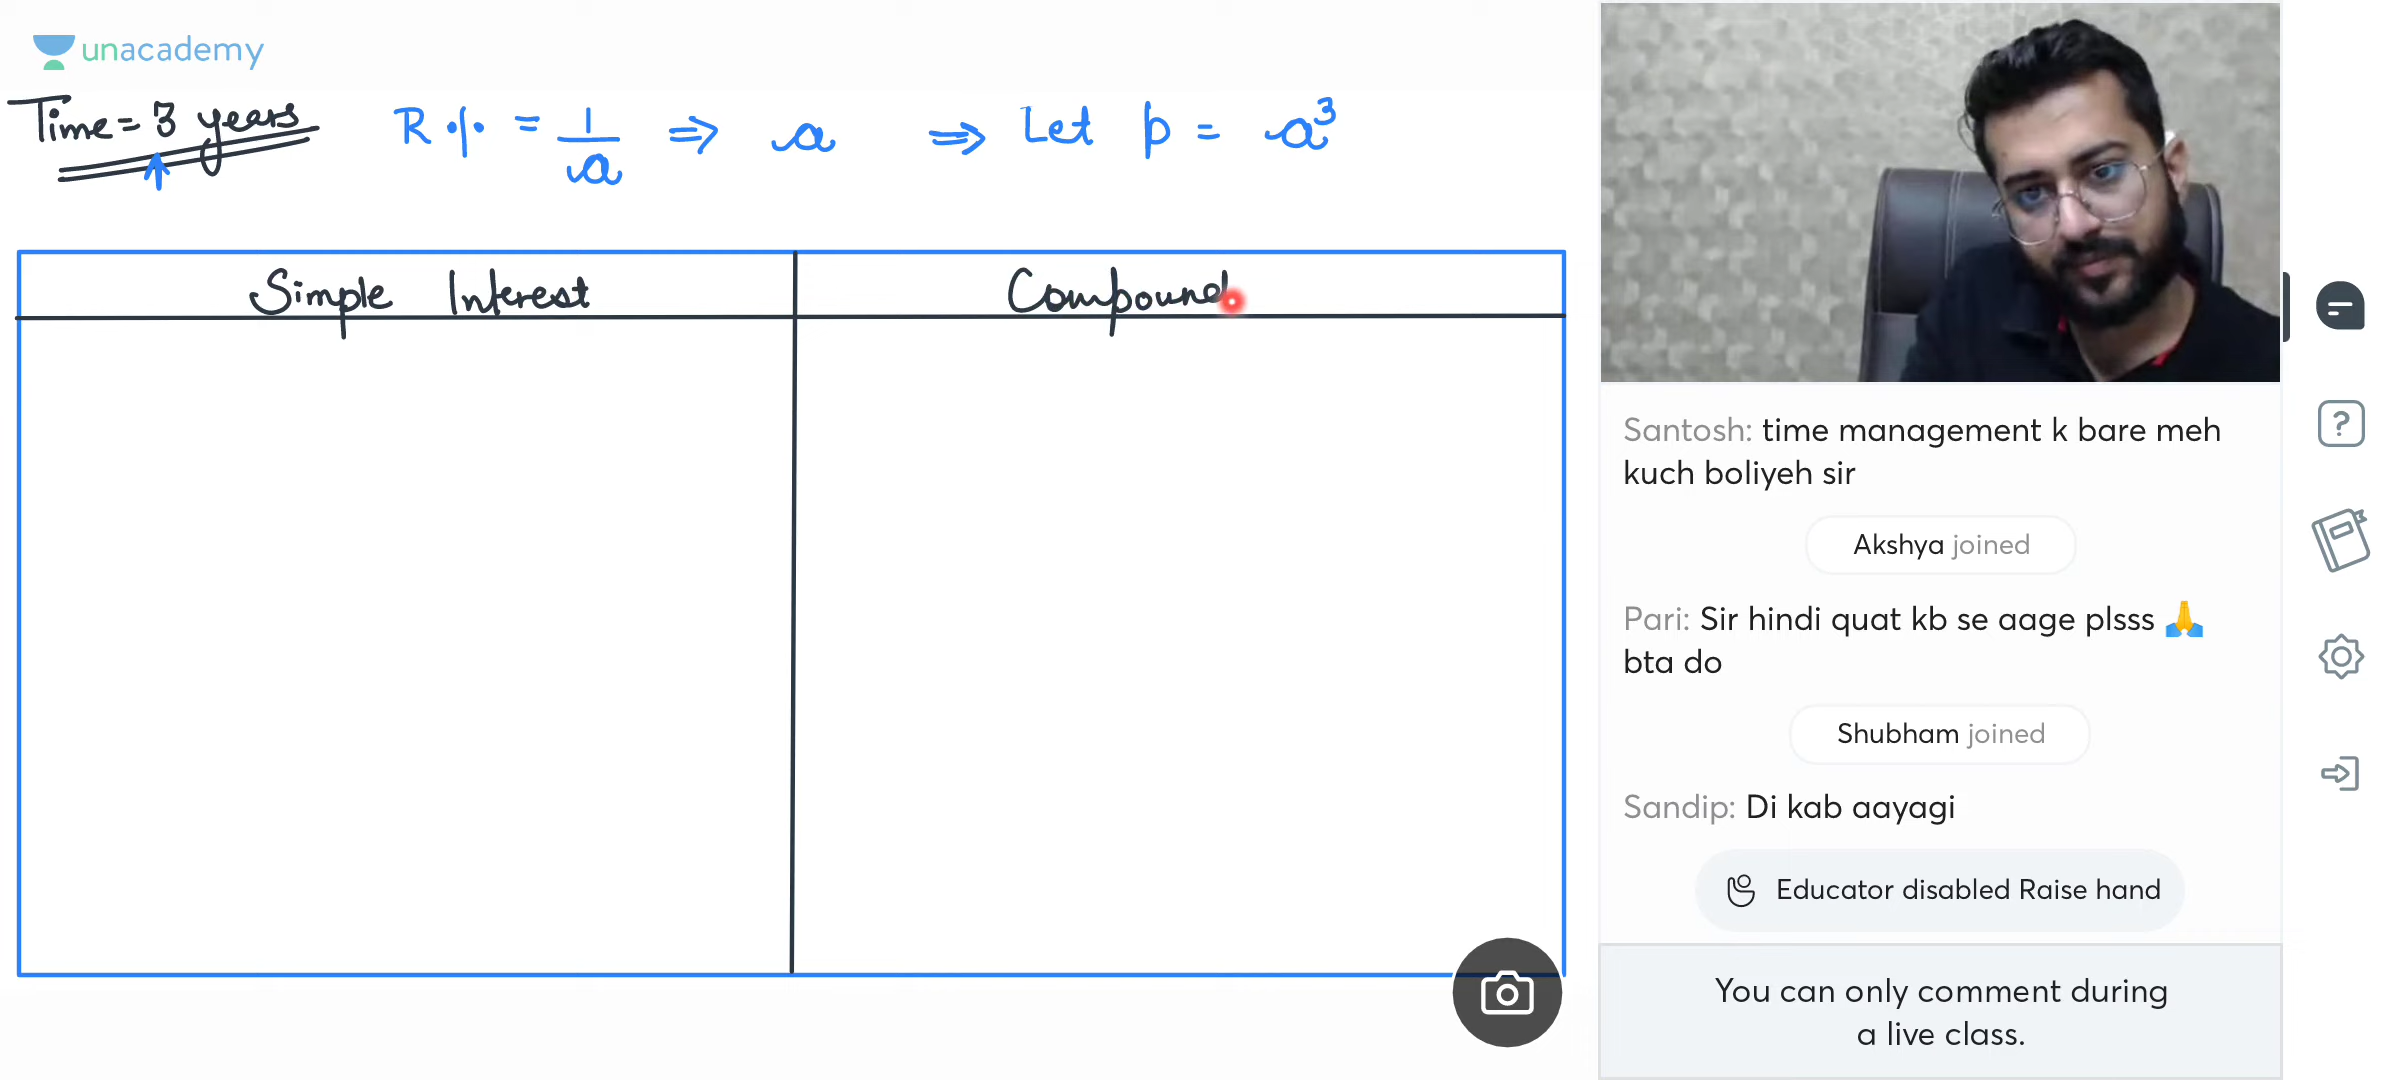 unacademy
Time = 3 years R % = 1/a ⇒ a ⇒ Let p = a³
Simple Interest Compound
Santosh: time management k bare meh
kuch boliyeh sir
Akshya joined
Pari: Sir hindi quat kb se aage plsss 🙏
bta do
Shubham joined
Sandip: Di kab aayagi
Educator disabled Raise hand
You can only comment during
a live class.